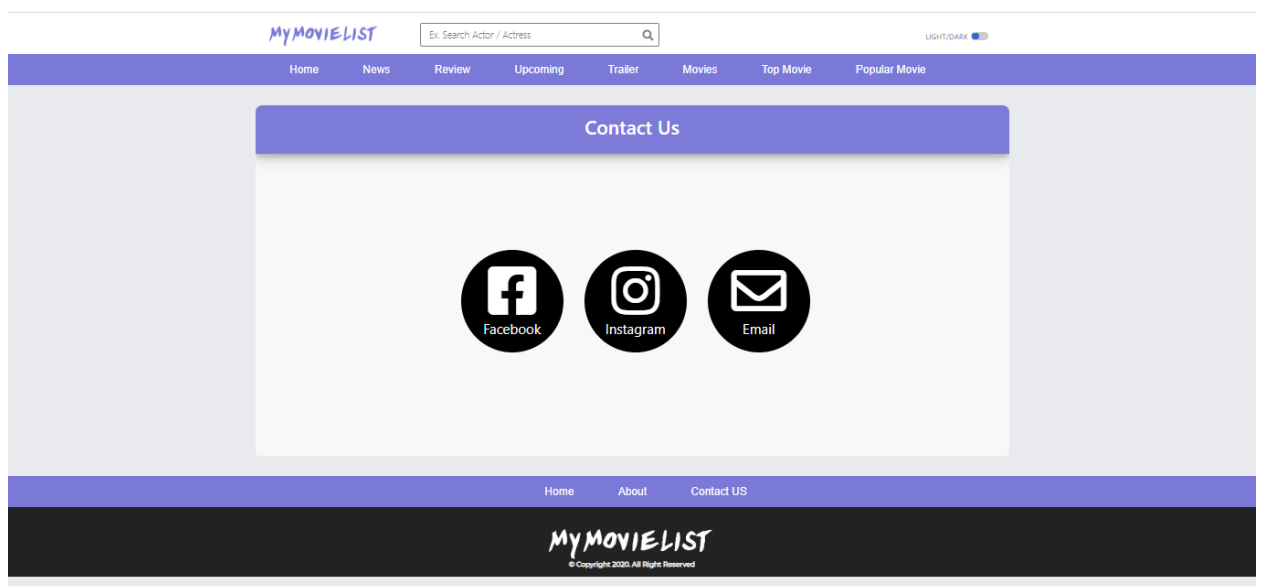 MyMOVIELIST
Ex. Search Actor / Actress
LIGHT/DARK
Home News Review Upcoming Trailer Movies Top Movie Popular Movie
Contact Us
Facebook Instagram Email
Home About Contact US
MyMOVIELIST
© Copyright 2020. All Right Reserved